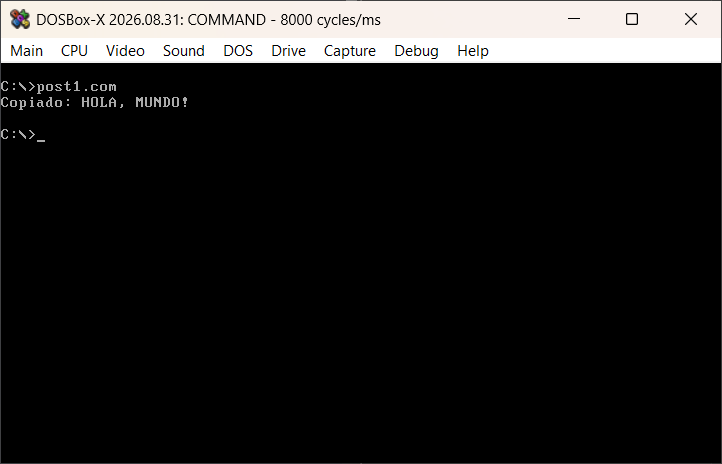 DOSBox-X 2026.08.31: COMMAND - 8000 cycles/ms
Main CPU Video Sound DOS Drive Capture Debug Help
C:\>post1.com
Copiado: HOLA, MUNDO!
C:\>_